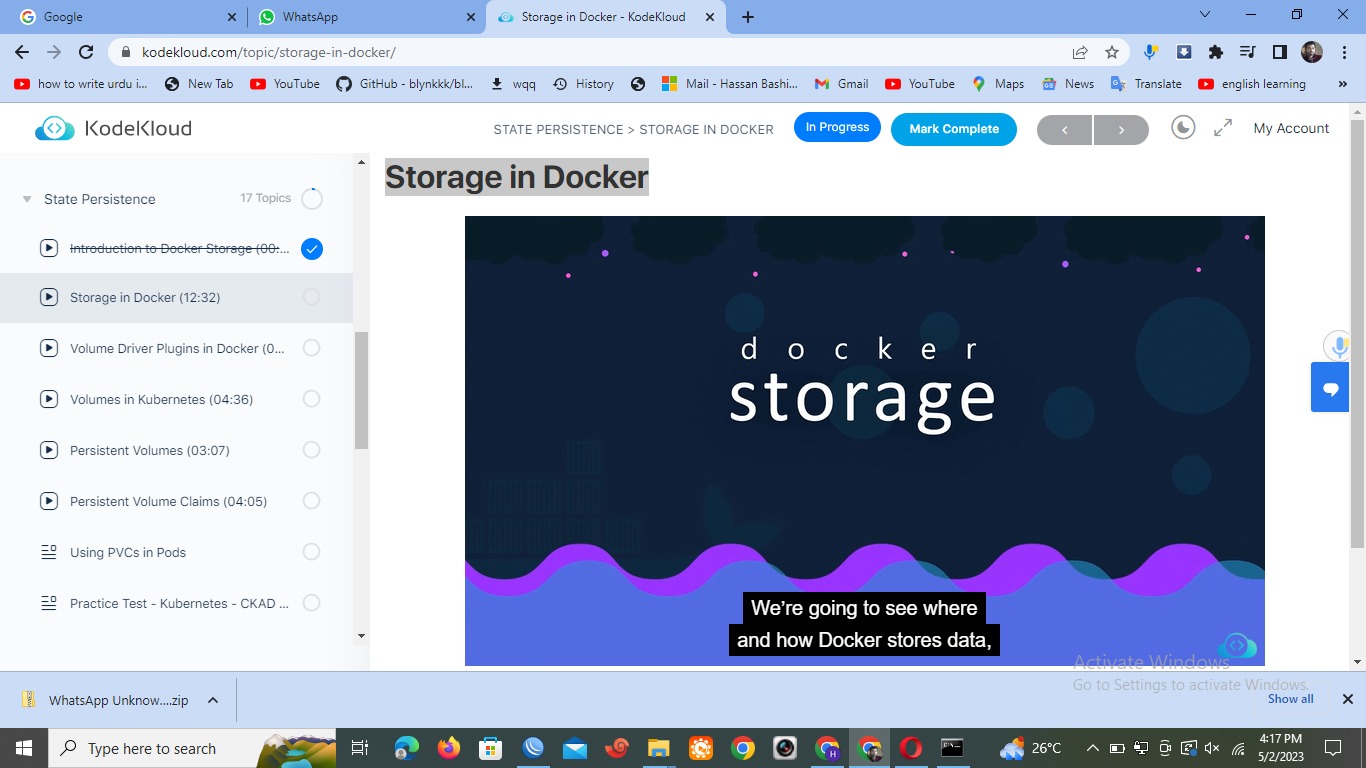 Google
WhatsApp
Storage in Docker - KodeKloud
kodekloud.com/topic/storage-in-docker/
how to write urdu i...
New Tab
YouTube
GitHub - blynkkk/bl...
wqq
History
Mail - Hassan Bashi...
Gmail
YouTube
Maps
News
Translate
english learning
KodeKloud
STATE PERSISTENCE > STORAGE IN DOCKER
In Progress
Mark Complete
My Account
State Persistence
17 Topics
Introduction to Docker Storage (00:...
Storage in Docker (12:32)
Volume Driver Plugins in Docker (0...
Volumes in Kubernetes (04:36)
Persistent Volumes (03:07)
Persistent Volume Claims (04:05)
Using PVCs in Pods
Practice Test - Kubernetes - CKAD ...
Storage in Docker
docker
storage
We're going to see where
and how Docker stores data,
Activate Windows
Go to Settings to activate Windows.
WhatsApp Unknow....zip
Show all
Type here to search
26°C
4:17 PM
5/2/2023